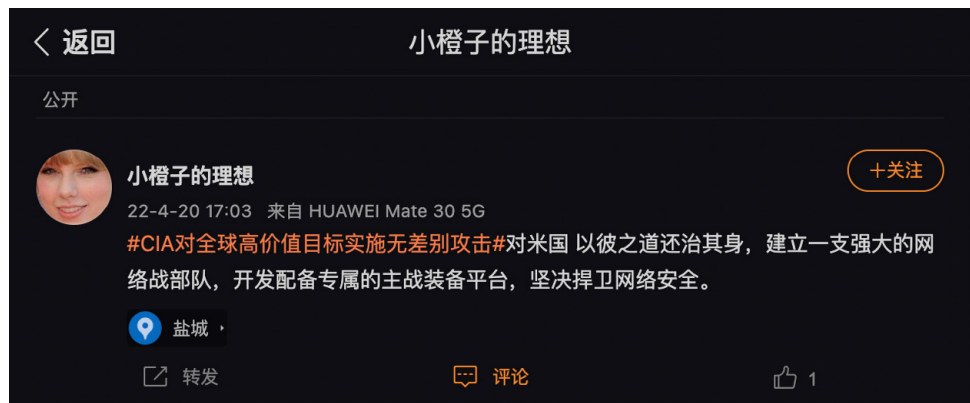 返回
小橙子的理想
公开
小橙子的理想
+关注
22-4-20 17:03 来自 HUAWEI Mate 30 5G
#CIA对全球高价值目标实施无差别攻击#对米国 以彼之道还治其身，建立一支强大的网
络战部队，开发配备专属的主战装备平台，坚决捍卫网络安全。
盐城
转发
评论
1